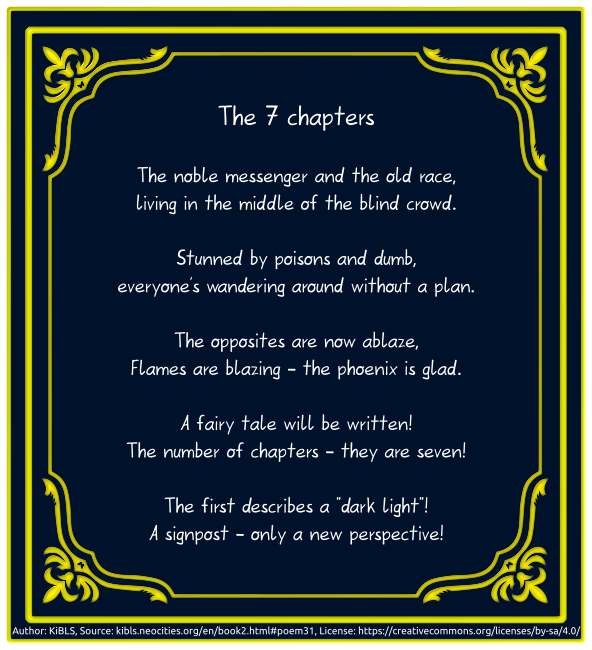 The 7 chapters
The noble messenger and the old race,
living in the middle of the blind crowd.
Stunned by poisons and dumb,
everyone's wandering around without a plan.
The opposites are now ablaze,
Flames are blazing – the phoenix is glad.
A fairy tale will be written!
The number of chapters – they are seven!
The first describes a "dark light"!
A signpost – only a new perspective!
Author: KiBLS, Source: kibls.neocities.org/en/book2.html#poem31, License: https://creativecommons.org/licenses/by-sa/4.0/